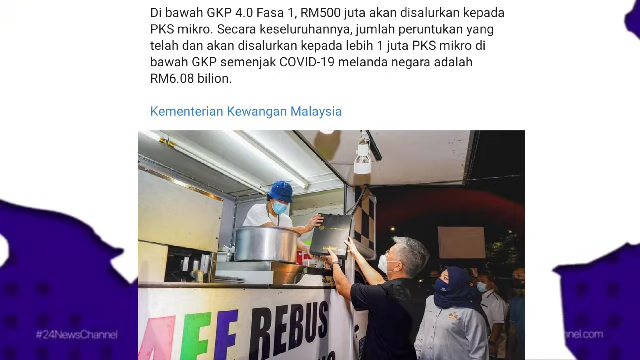 Di bawah GKP 4.0 Fasa 1, RM500 juta akan disalurkan kepada
PKS mikro. Secara keseluruhannya, jumlah peruntukan yang
telah dan akan disalurkan kepada lebih 1 juta PKS mikro di
bawah GKP semenjak COVID-19 melanda negara adalah
RM6.08 bilion.
Kementerian Kewangan Malaysia
MEE REBUS
#24NewsChannel
.com